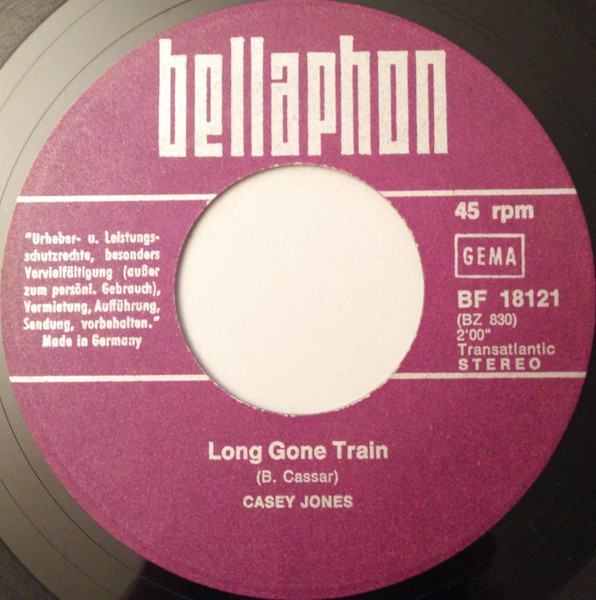 bellaphon
"Urheber- u. Leistungs-
schutzrechte, besonders
Vervielfältigung (außer
zum persönl. Gebrauch),
Vermietung, Aufführung,
Sendung, vorbehalten."
Made in Germany
45 rpm
GEMA
BF 18121
(BZ 830)
2'00"
Transatlantic
STEREO
Long Gone Train
(B. Cassar)
CASEY JONES